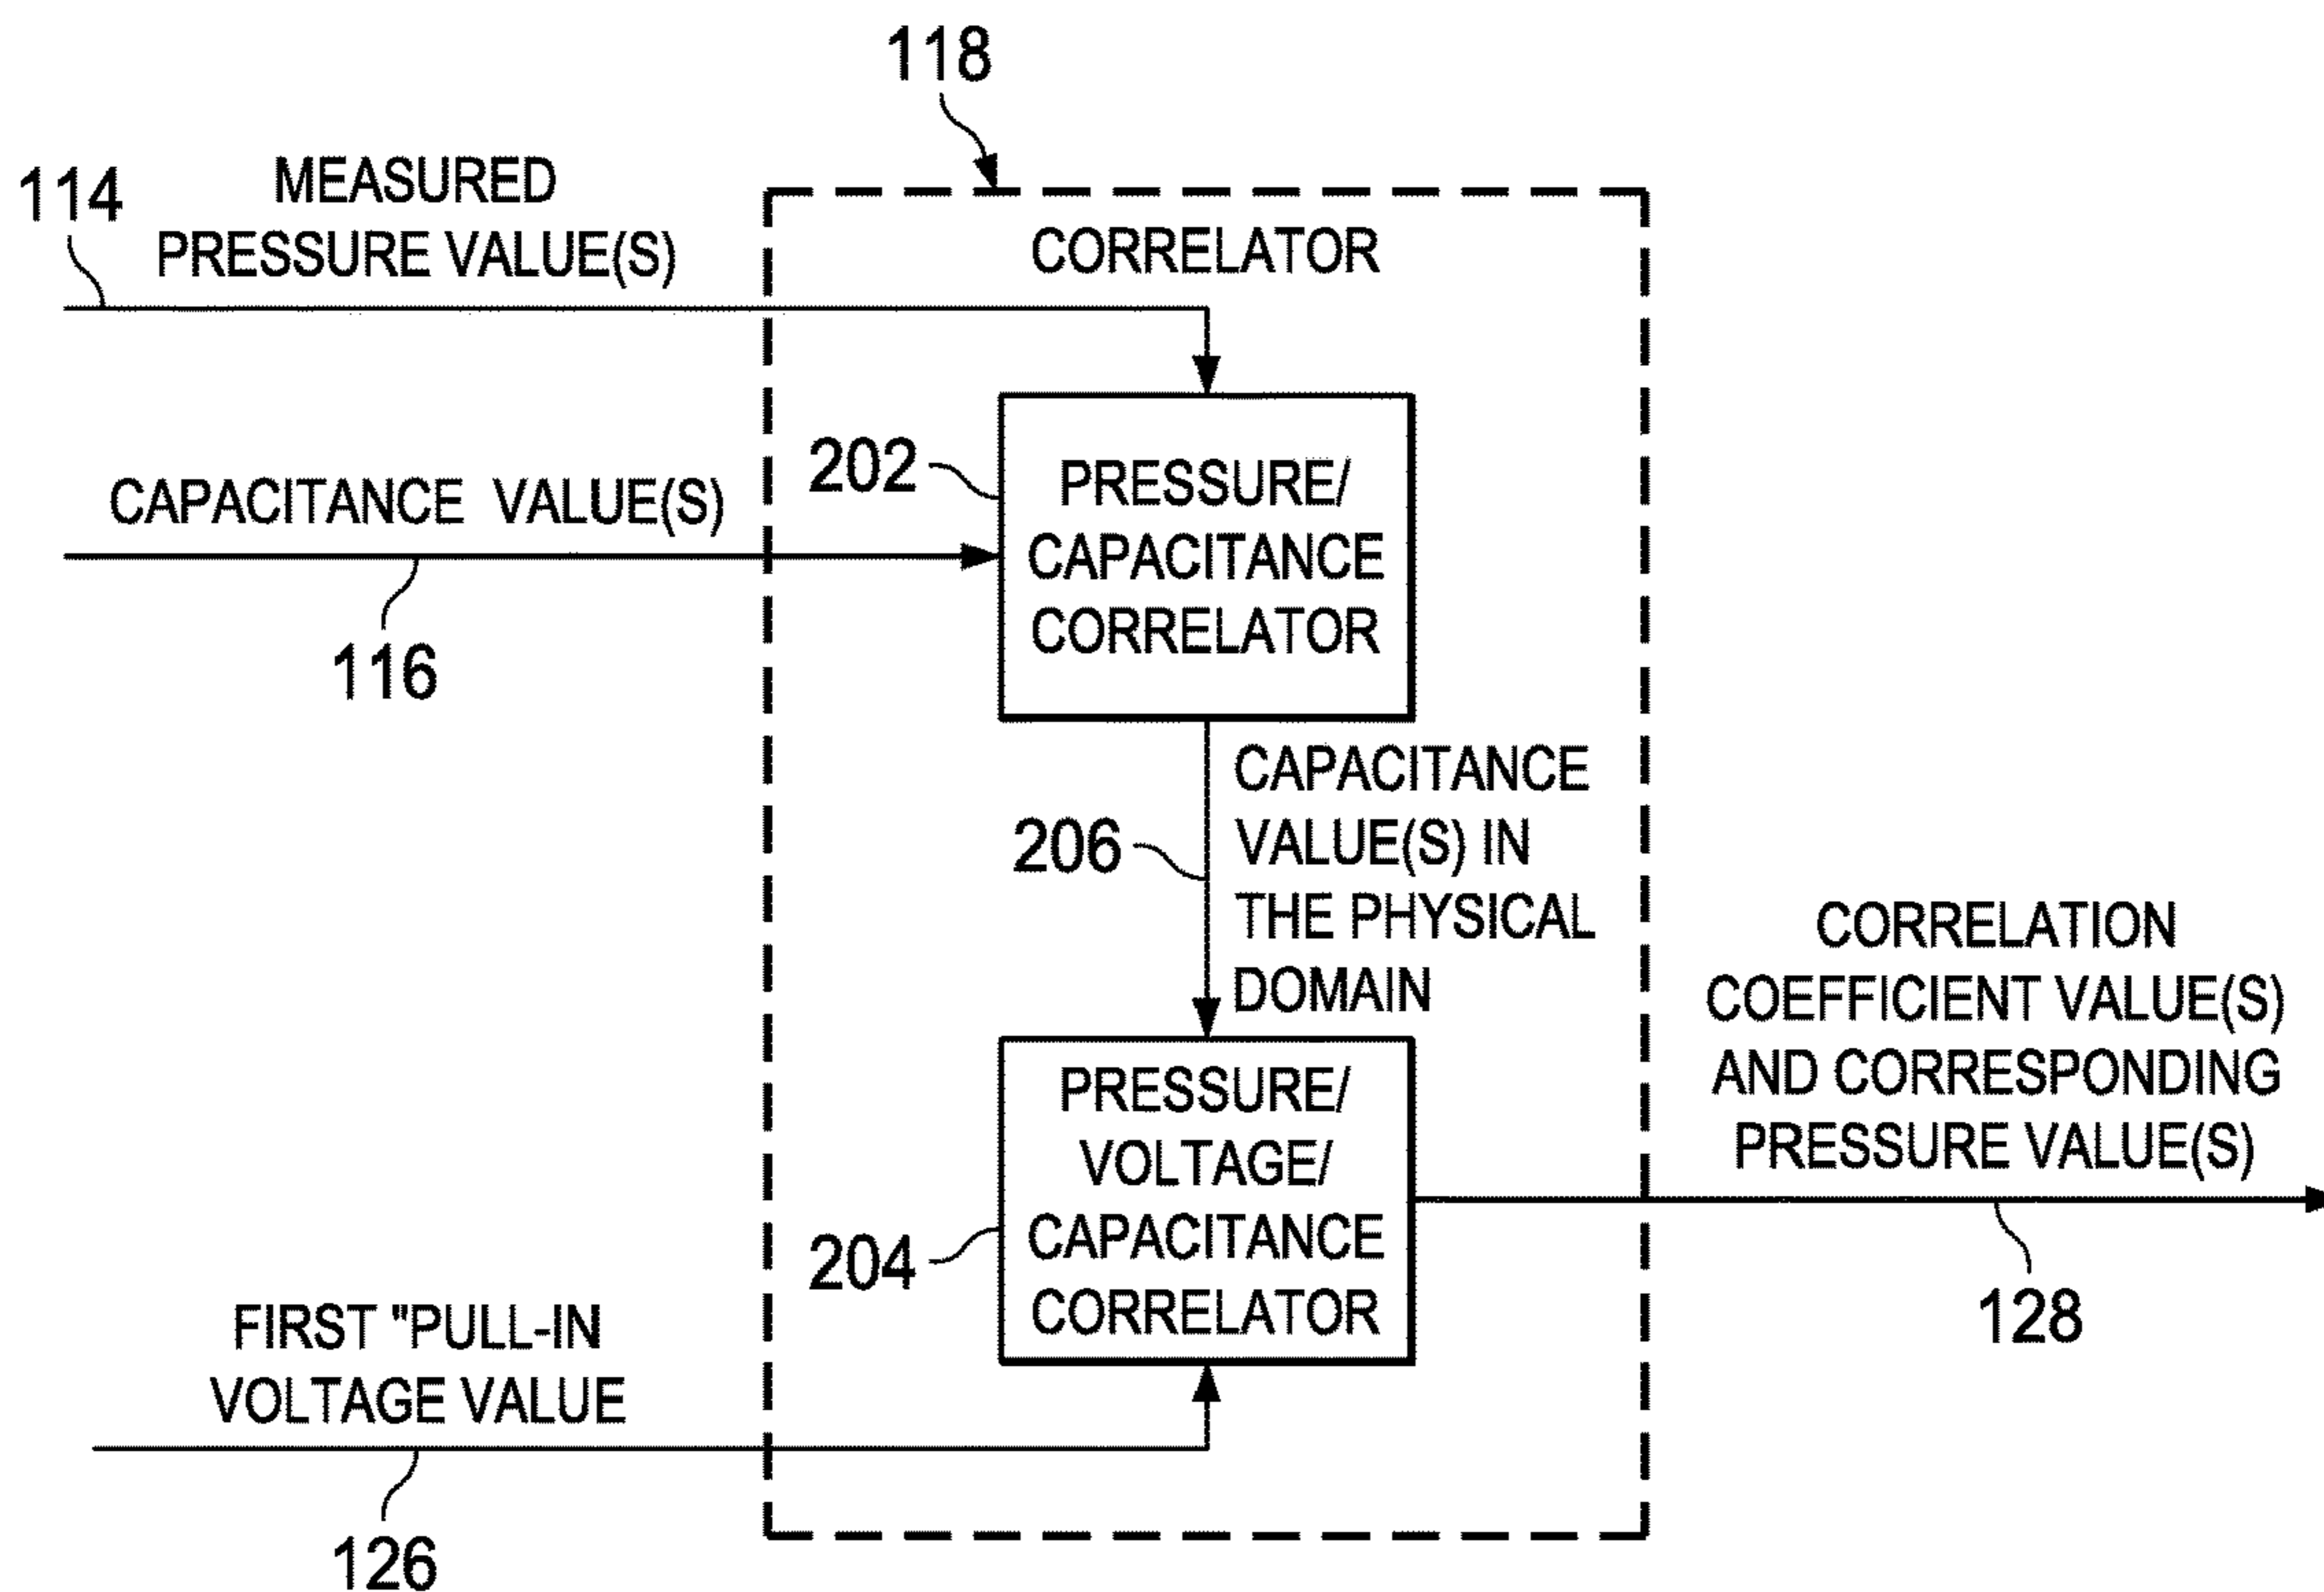 118
114
MEASURED
PRESSURE VALUE(S)
CORRELATOR
202
PRESSURE/
CAPACITANCE
CORRELATOR
CAPACITANCE VALUE(S)
116
206
CAPACITANCE
VALUE(S) IN
THE PHYSICAL
DOMAIN
CORRELATION
COEFFICIENT VALUE(S)
AND CORRESPONDING
PRESSURE VALUE(S)
128
204
PRESSURE/
VOLTAGE/
CAPACITANCE
CORRELATOR
FIRST "PULL-IN
VOLTAGE VALUE
126